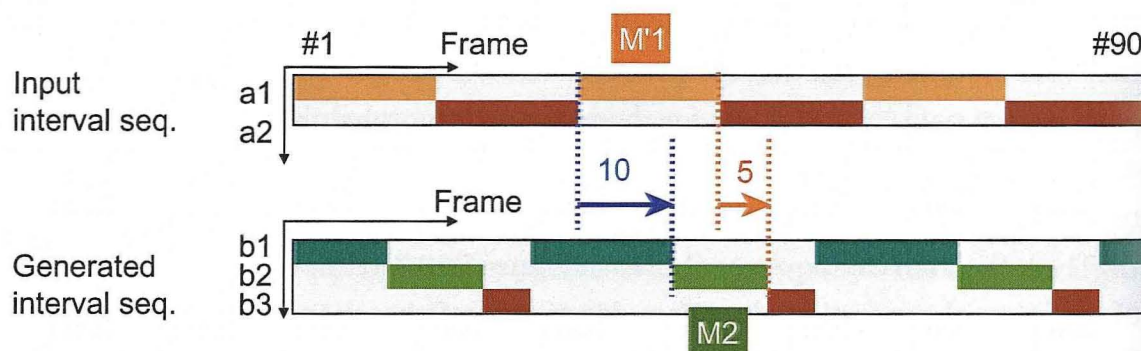 #1 Frame M'1 #90
Input
interval seq.
a1
a2
10 5
Frame
Generated
interval seq.
b1
b2
b3
M2